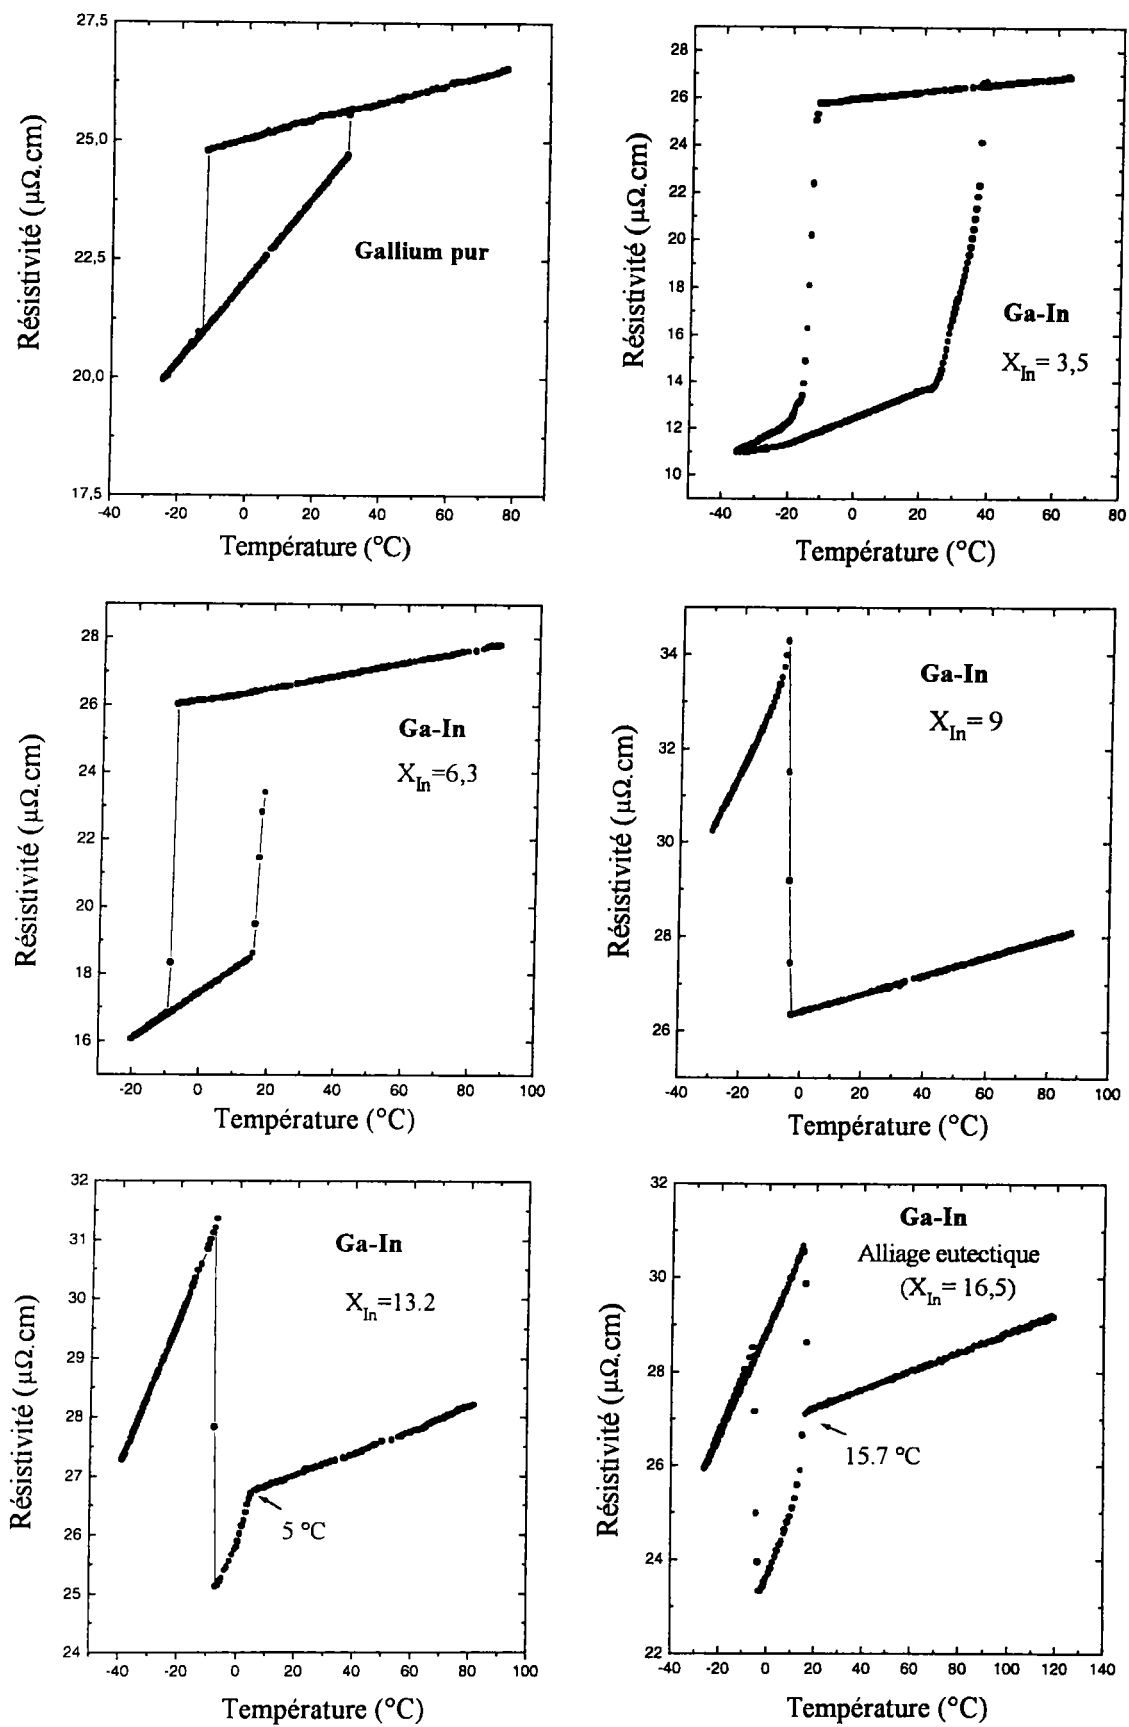 27,5
25,0
22,5
20,0
17,5
Résistivité (μΩ.cm)
Gallium pur
-40 -20 0 20 40 60 80
Température (°C)
28
26
24
22
20
18
16
14
12
10
Résistivité (μΩ.cm)
Ga-In
X_In= 3,5
-40 -20 0 20 40 60 80
Température (°C)
28
26
24
22
20
18
16
Résistivité (μΩ.cm)
Ga-In
X_In=6,3
-20 0 20 40 60 80 100
Température (°C)
34
32
30
28
26
Résistivité (μΩ.cm)
Ga-In
X_In= 9
-40 -20 0 20 40 60 80 100
Température (°C)
32
31
30
29
28
27
26
25
24
Résistivité (μΩ.cm)
Ga-In
X_In=13.2
5 °C
-40 -20 0 20 40 60 80 100
Température (°C)
32
30
28
26
24
22
Résistivité (μΩ.cm)
Ga-In
Alliage eutectique
(X_In= 16,5)
15.7 °C
-40 -20 0 20 40 60 80 100 120 140
Température (°C)